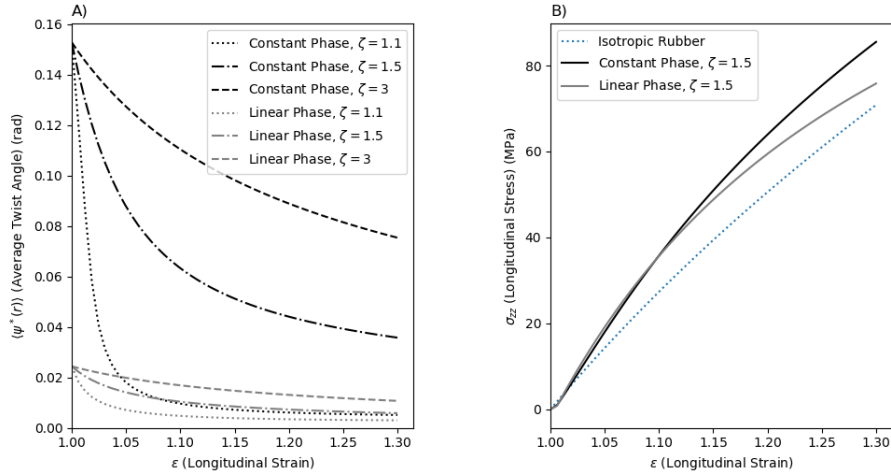 A)
0.16
0.14
0.12
0.10
0.08
0.06
0.04
0.02
0.00
⟨ψ*(r)⟩ (Average Twist Angle) (rad)
Constant Phase, ζ = 1.1
Constant Phase, ζ = 1.5
Constant Phase, ζ = 3
Linear Phase, ζ = 1.1
Linear Phase, ζ = 1.5
Linear Phase, ζ = 3
1.00 1.05 1.10 1.15 1.20 1.25 1.30
ε (Longitudinal Strain)
B)
80
60
40
20
0
σzz (Longitudinal Stress) (MPa)
Isotropic Rubber
Constant Phase, ζ = 1.5
Linear Phase, ζ = 1.5
1.00 1.05 1.10 1.15 1.20 1.25 1.30
ε (Longitudinal Strain)